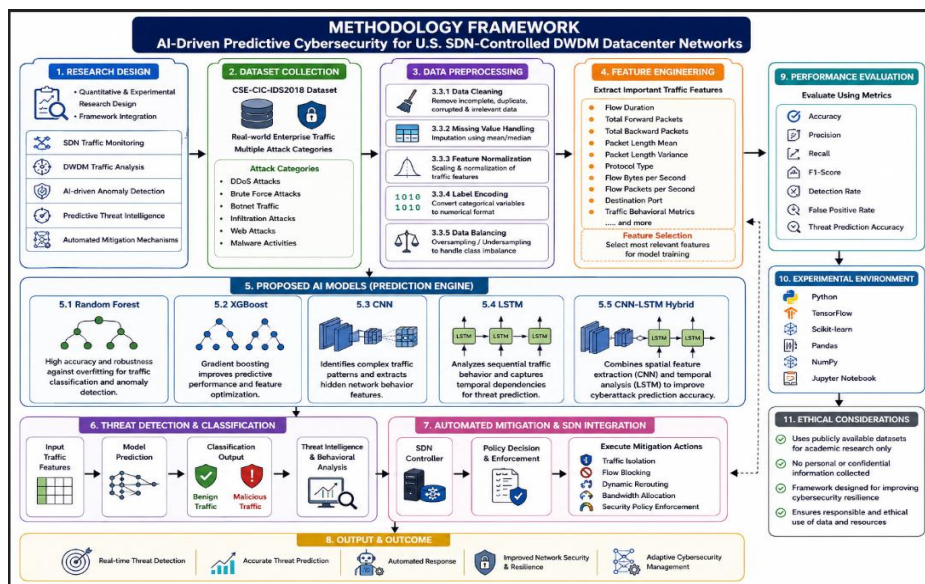 METHODOLOGY FRAMEWORK
AI-Driven Predictive Cybersecurity for U.S. SDN-Controlled DWDM Datacenter Networks
1. RESEARCH DESIGN
• Quantitative & Experimental
Research Design
• Framework Integration
SDN Traffic Monitoring
DWDM Traffic Analysis
AI-driven Anomaly Detection
Predictive Threat Intelligence
Automated Mitigation Mechanisms
2. DATASET COLLECTION
CSE-CIC-IDS2018 Dataset
Real-world Enterprise Traffic
Multiple Attack Categories
Attack Categories
• DDoS Attacks
• Brute Force Attacks
• Botnet Traffic
• Infiltration Attacks
• Web Attacks
• Malware Activities
3. DATA PREPROCESSING
3.3.1 Data Cleaning
Remove incomplete, duplicate,
corrupted & irrelevant data
3.3.2 Missing Value Handling
Imputation using mean/median
3.3.3 Feature Normalization
Scaling & normalization of
traffic features
1010
1010
3.3.4 Label Encoding
Convert categorical variables
to numerical format
3.3.5 Data Balancing
Oversampling / Undersampling
to handle class imbalance
4. FEATURE ENGINEERING
Extract Important Traffic Features
Flow Duration
Total Forward Packets
Total Backward Packets
Packet Length Mean
Packet Length Variance
Protocol Type
Flow Bytes per Second
Flow Packets per Second
Destination Port
Traffic Behavioral Metrics
..... and more
Feature Selection
Select most relevant features
for model training
5. PROPOSED AI MODELS (PREDICTION ENGINE)
5.1 Random Forest
High accuracy and robustness
against overfitting for traffic
classification and anomaly
detection.
5.2 XGBoost
Gradient boosting
improves predictive
performance and feature
optimization.
5.3 CNN
Identifies complex traffic
patterns and extracts
hidden network behavior
features.
5.4 LSTM
LSTM LSTM LSTM
Analyzes sequential traffic
behavior and captures
temporal dependencies
for threat prediction.
5.5 CNN-LSTM Hybrid
LSTM LSTM
Combines spatial feature
extraction (CNN) and temporal
analysis (LSTM) to improve
cyberattack prediction accuracy.
6. THREAT DETECTION & CLASSIFICATION
Input
Traffic
Features
Model
Prediction
Classification
Output
Benign
Traffic
Malicious
Traffic
Threat Intelligence
& Behavioral
Analysis
7. AUTOMATED MITIGATION & SDN INTEGRATION
SDN
Controller
Policy Decision
& Enforcement
Execute Mitigation Actions
Traffic Isolation
Flow Blocking
Dynamic Rerouting
Bandwidth Allocation
Security Policy Enforcement
8. OUTPUT & OUTCOME
Real-time Threat Detection
Accurate Threat Prediction
Automated Response
Improved Network Security
& Resilience
Adaptive Cybersecurity
Management
9. PERFORMANCE EVALUATION
Evaluate Using Metrics
Accuracy
Precision
Recall
F1-Score
Detection Rate
False Positive Rate
Threat Prediction Accuracy
10. EXPERIMENTAL ENVIRONMENT
Python
TensorFlow
Scikit-learn
Pandas
NumPy
Jupyter Notebook
11. ETHICAL CONSIDERATIONS
Uses publicly available datasets
for academic research only
No personal or confidential
information collected
Framework designed for improving
cybersecurity resilience
Ensures responsible and ethical
use of data and resources